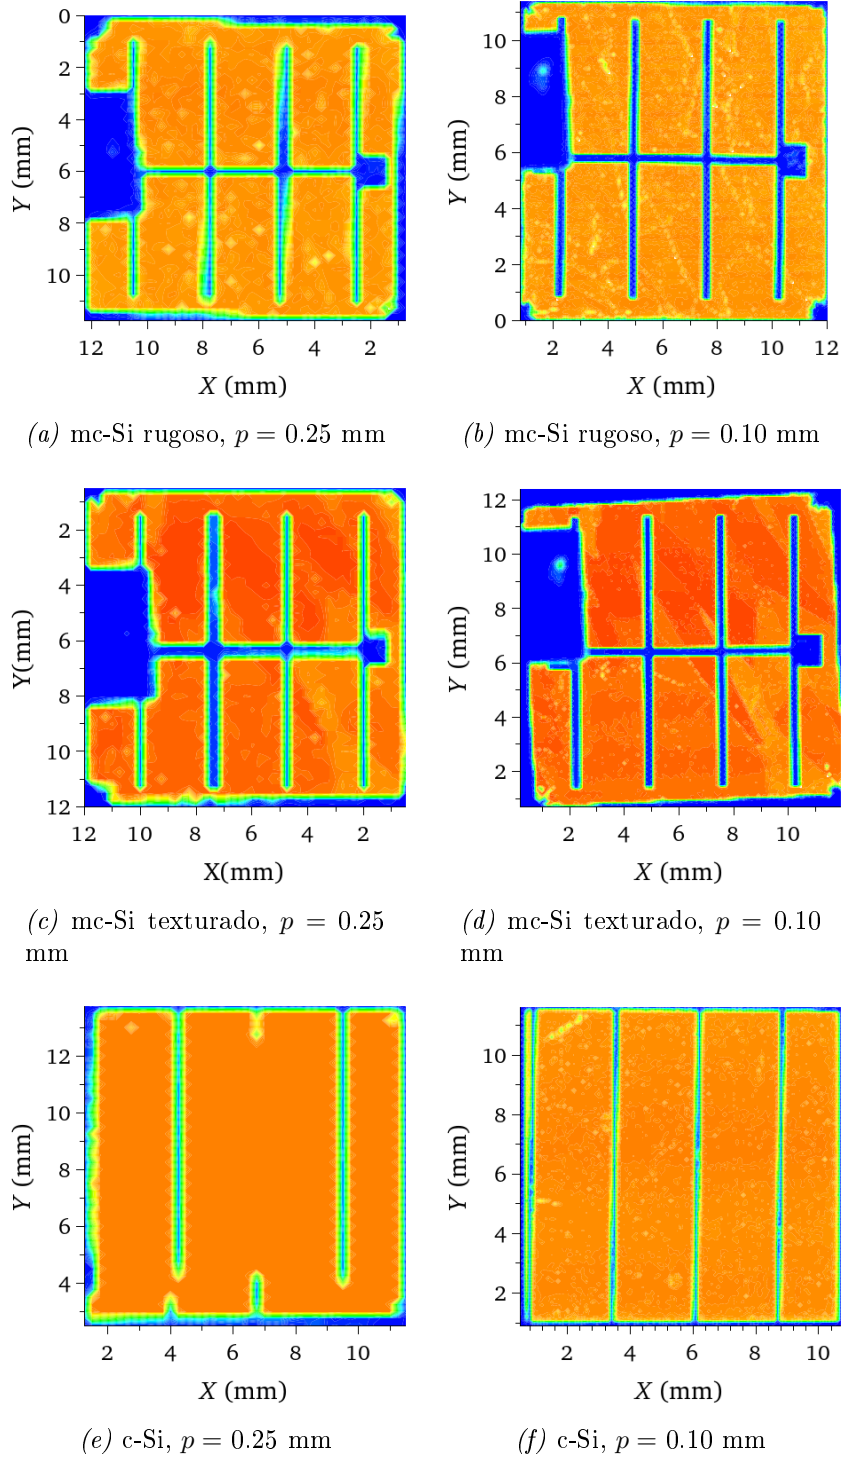 0
2
4
6
8
10
Y (mm)
12 10 8 6 4 2
X (mm)
(a) mc-Si rugoso, p = 0.25 mm
10
8
6
4
2
0
Y (mm)
2 4 6 8 10 12
X (mm)
(b) mc-Si rugoso, p = 0.10 mm
2
4
6
8
10
12
Y(mm)
12 10 8 6 4 2
X(mm)
(c) mc-Si texturado, p = 0.25
mm
12
10
8
6
4
2
Y (mm)
2 4 6 8 10
X (mm)
(d) mc-Si texturado, p = 0.10
mm
12
10
8
6
4
Y (mm)
2 4 6 8 10
X (mm)
(e) c-Si, p = 0.25 mm
10
8
6
4
2
Y (mm)
2 4 6 8 10
X (mm)
(f) c-Si, p = 0.10 mm